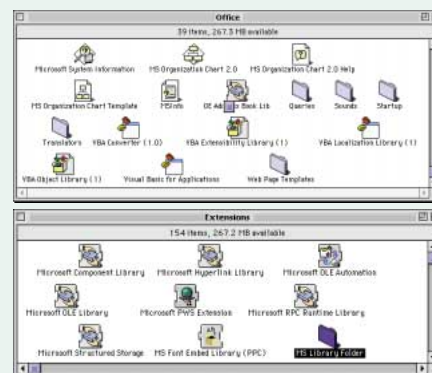 Office
39 items, 267.3 MB available
Microsoft System Information MS Organization Chart 2.0 MS Organization Chart 2.0 Help
MS Organization Chart Template MSInfo OE Book Lib Queries Sounds Startup
Translators VBA Converter (1.0) VBA Extensibility Library (1) VBA Localization Library (1)
VBA Object Library (1) Visual Basic for Applications Web Page Templates
Extensions
154 items, 267.2 MB available
Microsoft Component Library Microsoft Hyperlink Library Microsoft OLE Automation
Microsoft OLE Library Microsoft PWS Extension Microsoft RPC Runtime Library
Microsoft Structured Storage MS Font Embed Library (PPC) MS Library Folder